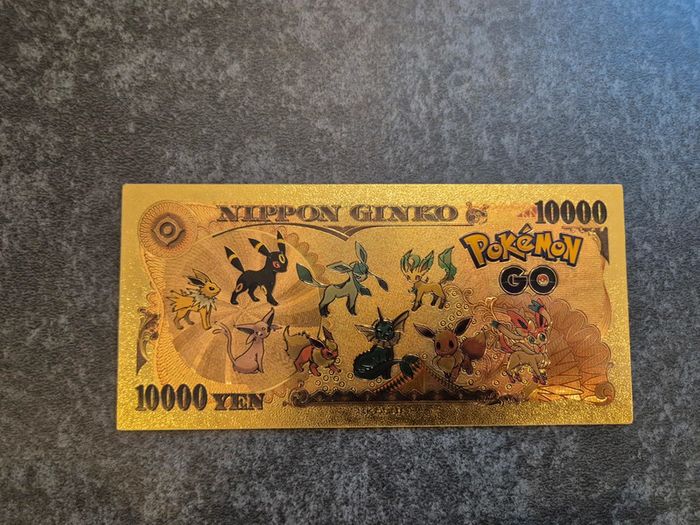 NIPPON GINKO
10000
POKéMON
GO
10000 YEN